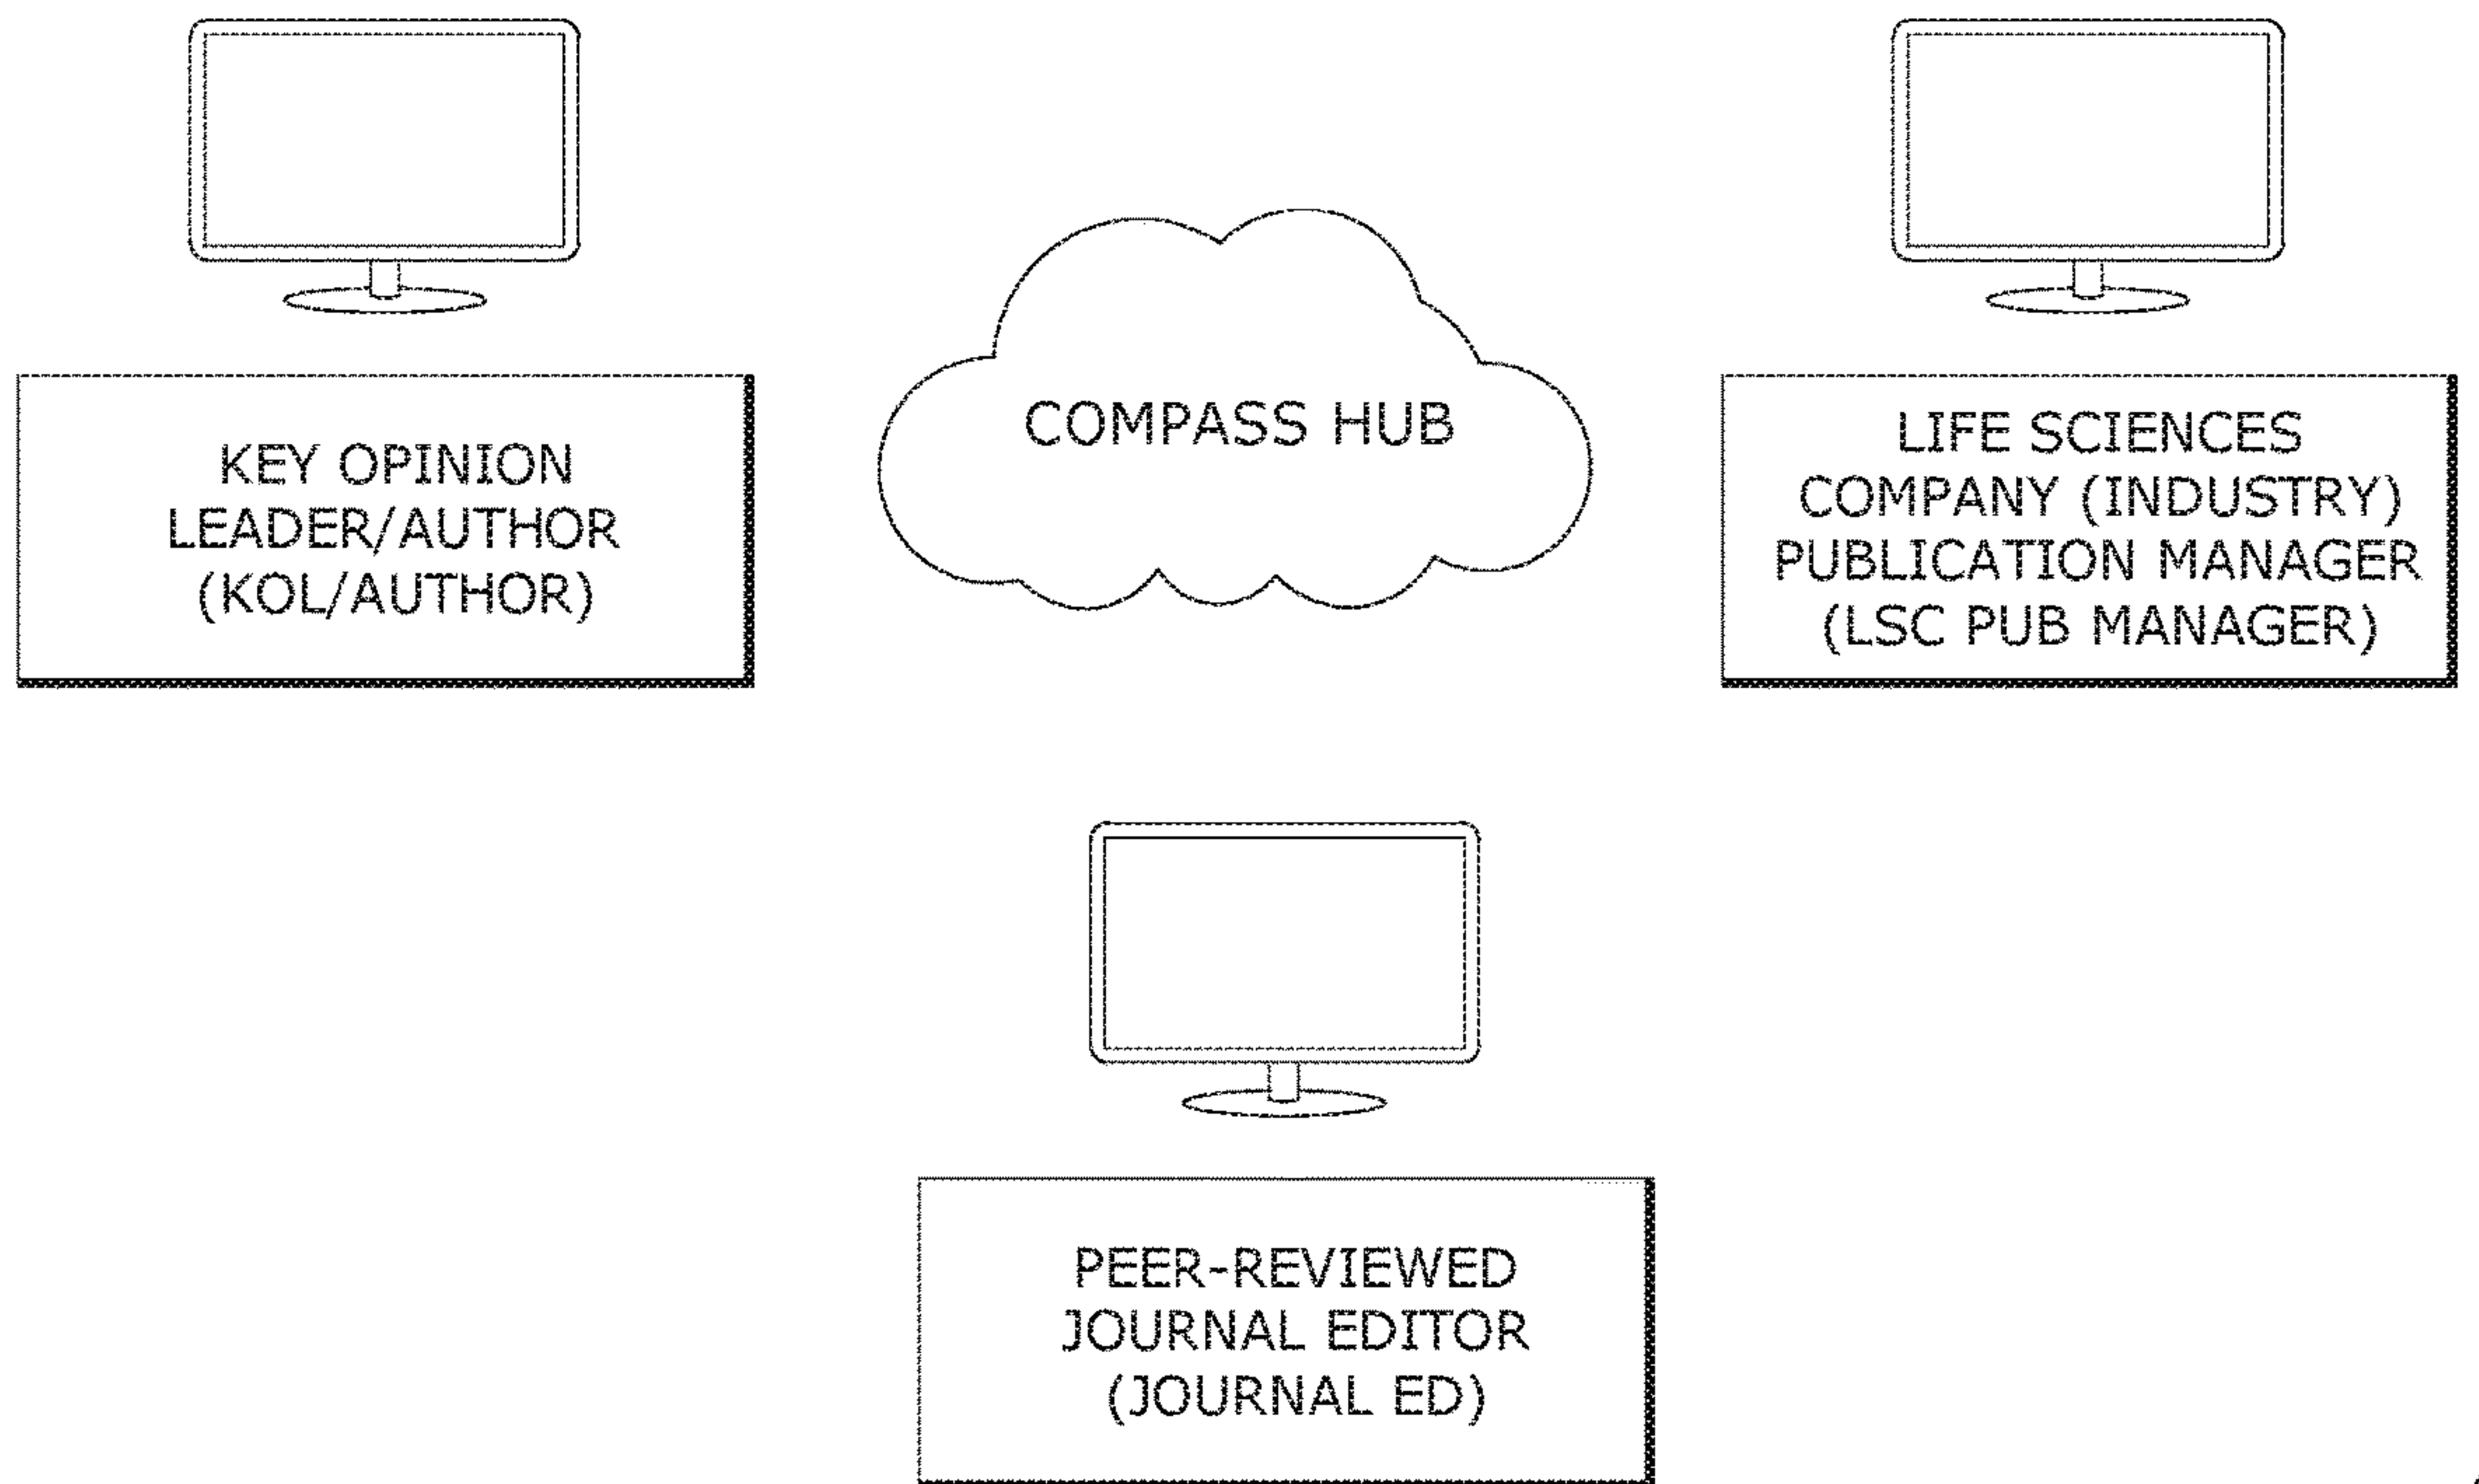 COMPASS HUB
KEY OPINION
LEADER/AUTHOR
(KOL/AUTHOR)
LIFE SCIENCES
COMPANY (INDUSTRY)
PUBLICATION MANAGER
(LSC PUB MANAGER)
PEER-REVIEWED
JOURNAL EDITOR
(JOURNAL ED)